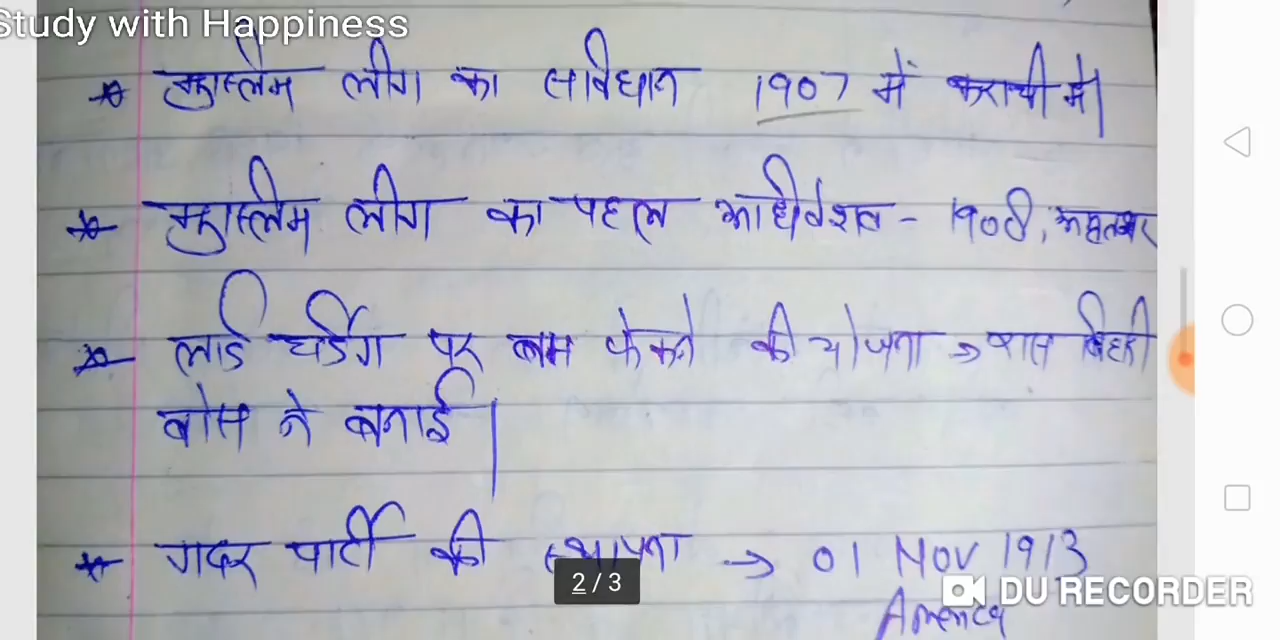 Study with Happiness
* मुस्लिम लीग का संविधान 1907 में कराची में|
* मुस्लिम लीग का पहल अधिवेशन - 1908, अमृतसर
* लार्ड हार्डिंग पर बम फेकने की योजना → रास बिहारी
बोस ने बनाई|
* गदर पार्टी की स्थापना → 01 Nov 1913
America
2/3
DU RECORDER